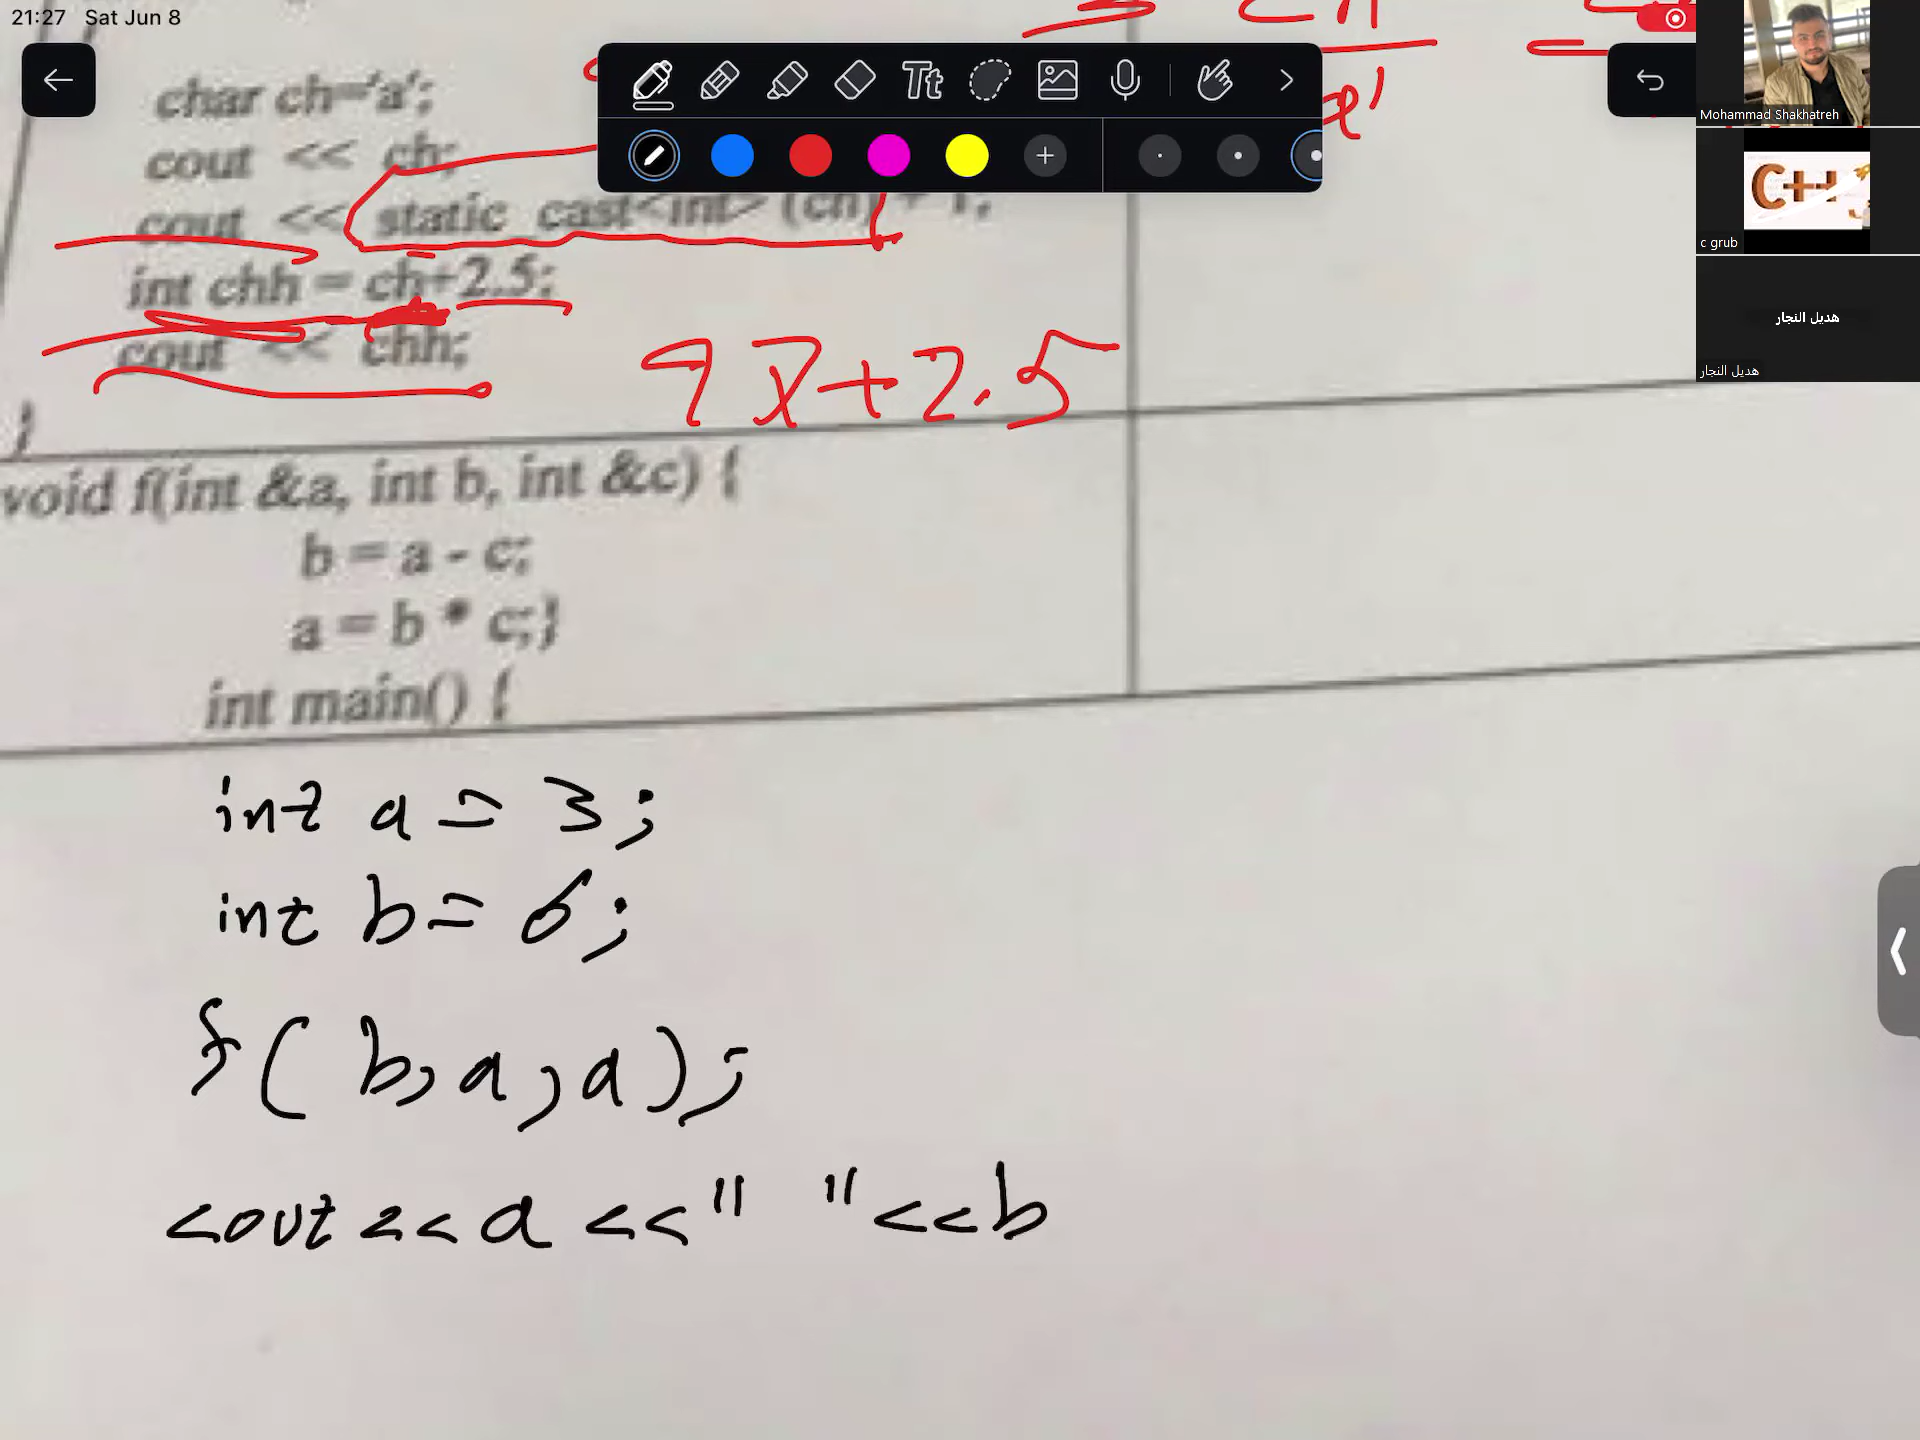 21:27 Sat Jun 8
Tt
char ch='a';
cout << ch;
cout << static_cast<int> (ch) + 1;
int chh = ch+2.5;
cout << chh;
97+2.5
}
void f(int &a, int b, int &c) {
b = a - c;
a = b * c;}
int main() {
int a = 3;
int b = 6;
f( b, a, a);
cout << a << " " << b
Mohammad Shakhatreh
C++
c grub
هديل النجار
هديل النجار